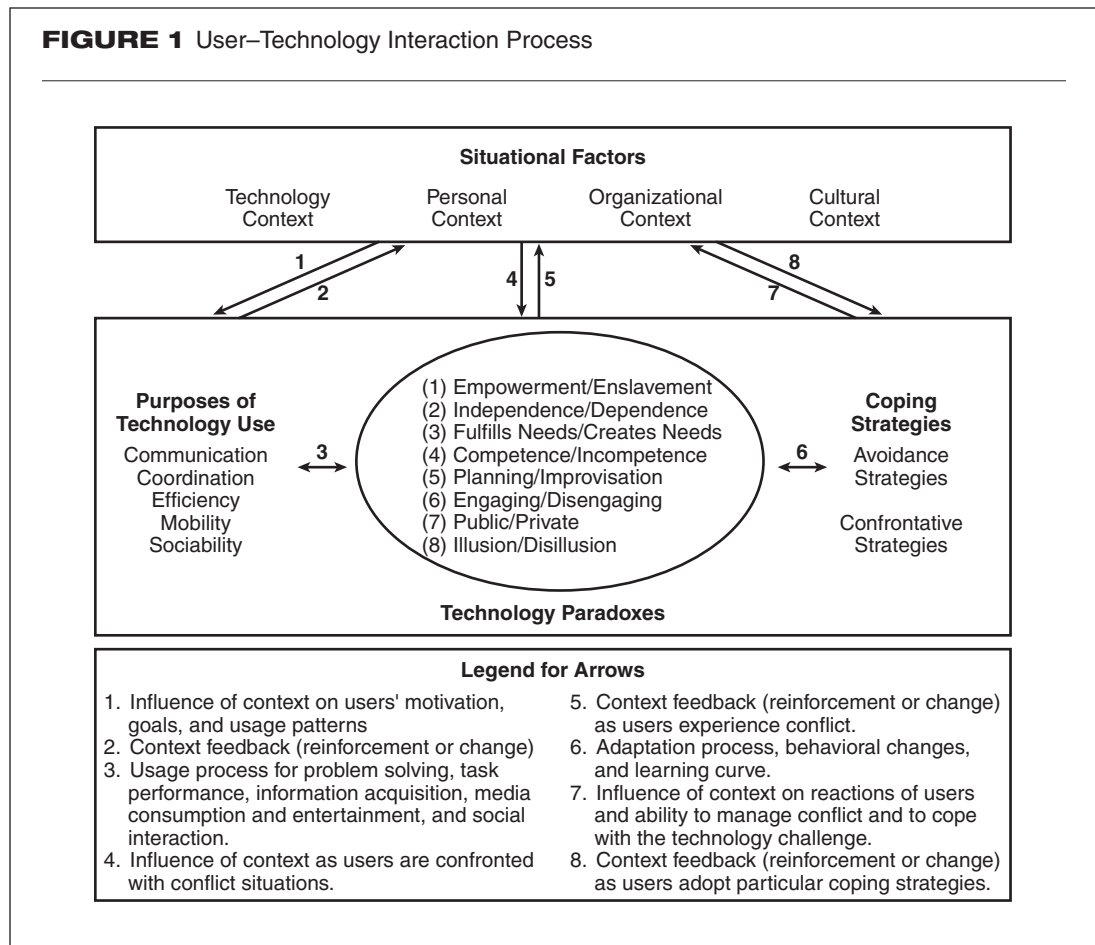 FIGURE 1 User–Technology Interaction Process
Situational Factors
Technology
Context
Personal
Context
Organizational
Context
Cultural
Context
1
2
4
5
8
7
Purposes of
Technology Use
Communication
Coordination
Efficiency
Mobility
Sociability
3
(1) Empowerment/Enslavement
(2) Independence/Dependence
(3) Fulfills Needs/Creates Needs
(4) Competence/Incompetence
(5) Planning/Improvisation
(6) Engaging/Disengaging
(7) Public/Private
(8) Illusion/Disillusion
6
Coping
Strategies
Avoidance
Strategies
Confrontative
Strategies
Technology Paradoxes
Legend for Arrows
1. Influence of context on users' motivation,
goals, and usage patterns
2. Context feedback (reinforcement or change)
3. Usage process for problem solving, task
performance, information acquisition, media
consumption and entertainment, and social
interaction.
4. Influence of context as users are confronted
with conflict situations.
5. Context feedback (reinforcement or change)
as users experience conflict.
6. Adaptation process, behavioral changes,
and learning curve.
7. Influence of context on reactions of users
and ability to manage conflict and to cope
with the technology challenge.
8. Context feedback (reinforcement or change)
as users adopt particular coping strategies.